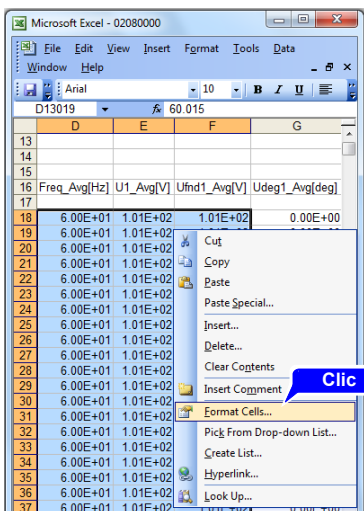 Microsoft Excel - 02080000
File Edit View Insert Format Tools Data
Window Help
Arial 10 B I U
D13019 fx 60.015
D E F G
13
14
15
16 Freq_Avg[Hz] U1_Avg[V] Ufnd1_Avg[V] Udeg1_Avg[deg]
17
18 6.00E+01 1.01E+02 1.01E+02 0.00E+00
19 6.00E+01 1.01E+02
20 6.00E+01 1.01E+02 Cut
21 6.00E+01 1.01E+02 Copy
22 6.00E+01 1.01E+02 Paste
23 6.00E+01 1.01E+02 Paste Special...
24 6.00E+01 1.01E+02
25 6.00E+01 1.01E+02 Insert...
26 6.00E+01 1.01E+02 Delete...
27 6.00E+01 1.01E+02
28 6.00E+01 1.01E+02 Clear Contents
29 6.00E+01 1.01E+02 Insert Comment Clic
30 6.00E+01 1.01E+02
31 6.00E+01 1.01E+02 Format Cells...
32 6.00E+01 1.01E+02 Pick From Drop-down List...
33 6.00E+01 1.01E+02 Create List...
34 6.00E+01 1.01E+02
35 6.00E+01 1.01E+02 Hyperlink...
36 6.00E+01 1.01E+02 Look Up...
37 6.00E+01 1.01E+02